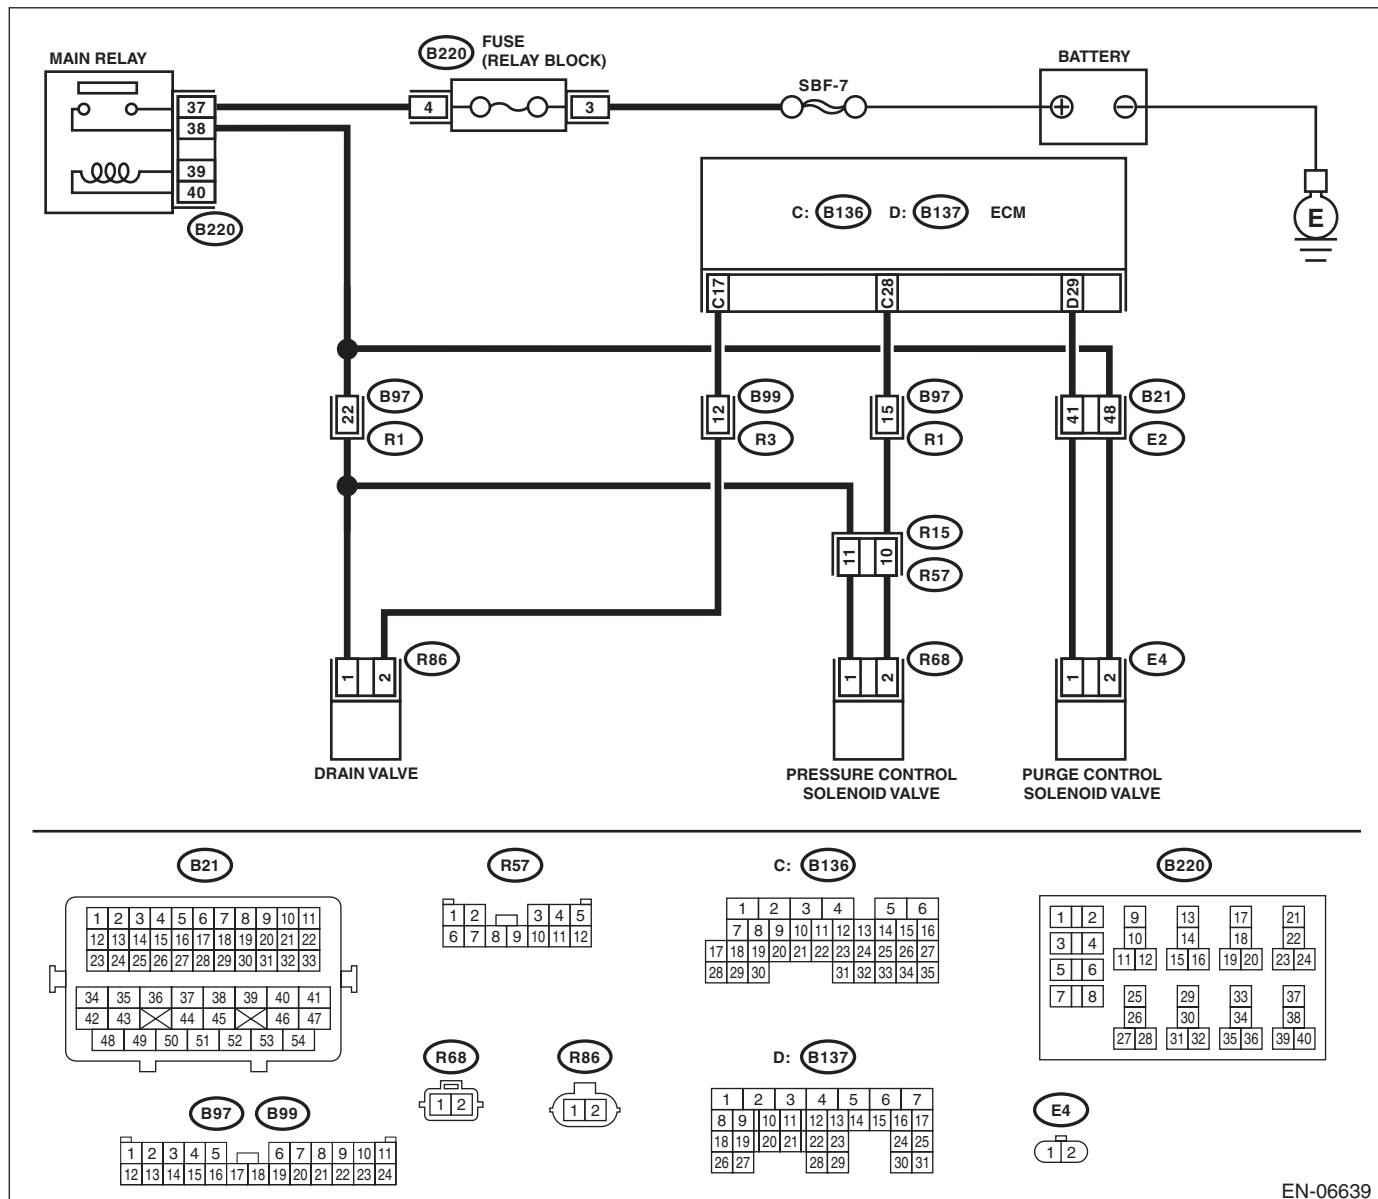 MAIN RELAY
B220
FUSE
(RELAY BLOCK)
BATTERY
SBF-7
37
38
39
40
4
3
B220
C: B136 D: B137 ECM
E
C17
C28
D29
22
B97
R1
12
B99
R3
15
B97
R1
41
48
B21
E2
11
10
R15
R57
1
2
R86
1
2
R68
1
2
E4
DRAIN VALVE
PRESSURE CONTROL
SOLENOID VALVE
PURGE CONTROL
SOLENOID VALVE
B21
1 2 3 4 5 6 7 8 9 10 11
12 13 14 15 16 17 18 19 20 21 22
23 24 25 26 27 28 29 30 31 32 33
34 35 36 37 38 39 40 41
42 43 44 45 46 47
48 49 50 51 52 53 54
R57
1 2 3 4 5
6 7 8 9 10 11 12
C: B136
1 2 3 4 5 6
7 8 9 10 11 12 13 14 15 16
17 18 19 20 21 22 23 24 25 26 27
28 29 30 31 32 33 34 35
B220
1 2 9 13 17 21
3 4 10 14 18 22
5 6 11 12 15 16 19 20 23 24
7 8 25 29 33 37
26 30 34 38
27 28 31 32 35 36 39 40
R68
1 2
R86
1 2
D: B137
1 2 3 4 5 6 7
8 9 10 11 12 13 14 15 16 17
18 19 20 21 22 23 24 25
26 27 28 29 30 31
B97 B99
1 2 3 4 5 6 7 8 9 10 11
12 13 14 15 16 17 18 19 20 21 22 23 24
E4
1 2
EN-06639